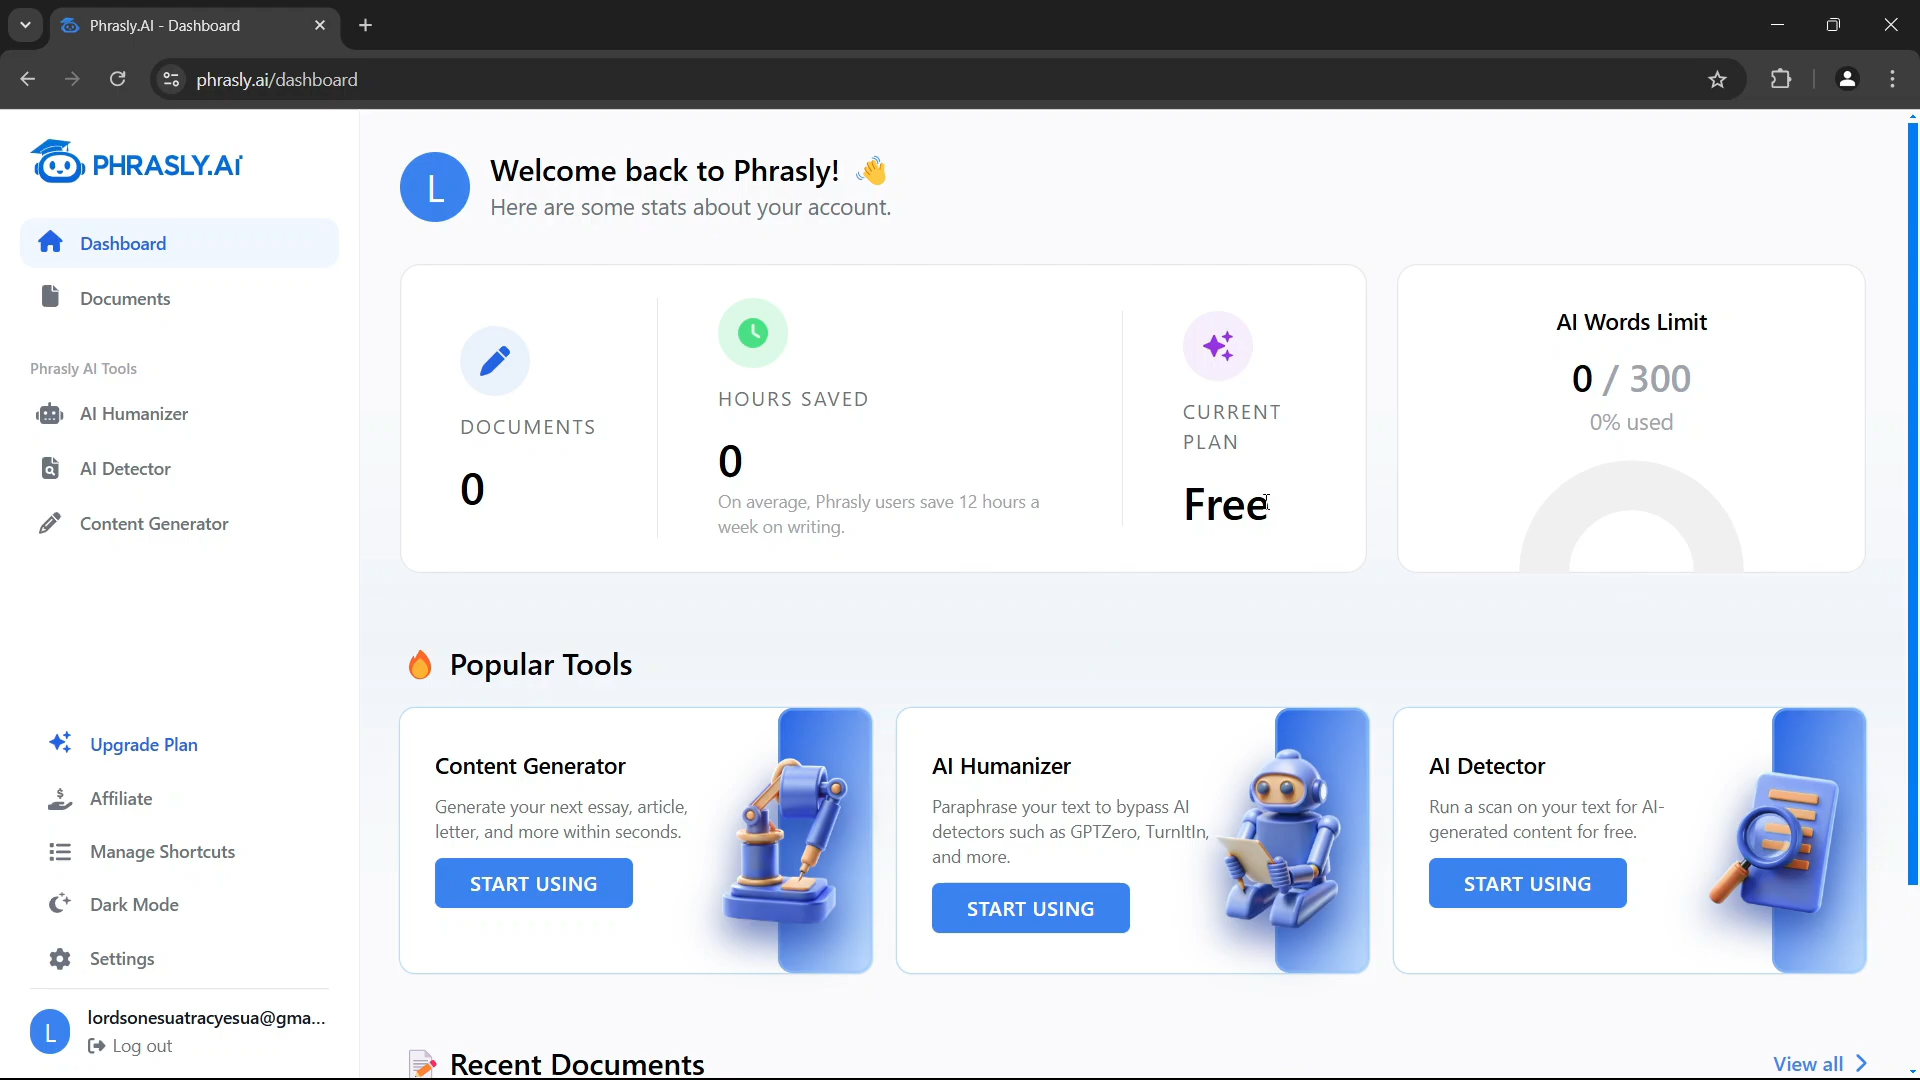 Phrasly.AI - Dashboard
phrasly.ai/dashboard
PHRASLY.AI
Dashboard
Documents
Phrasly AI Tools
AI Humanizer
AI Detector
Content Generator
Upgrade Plan
Affiliate
Manage Shortcuts
Dark Mode
Settings
L
lordsonesuatracyesua@gma...
Log out
L
Welcome back to Phrasly! 👋
Here are some stats about your account.
DOCUMENTS
0
HOURS SAVED
0
On average, Phrasly users save 12 hours a
week on writing.
CURRENT
PLAN
Free
AI Words Limit
0 / 300
0% used
🔥 Popular Tools
Content Generator
Generate your next essay, article,
letter, and more within seconds.
START USING
AI Humanizer
Paraphrase your text to bypass AI
detectors such as GPTZero, TurnItIn,
and more.
START USING
AI Detector
Run a scan on your text for AI-
generated content for free.
START USING
📝 Recent Documents
View all